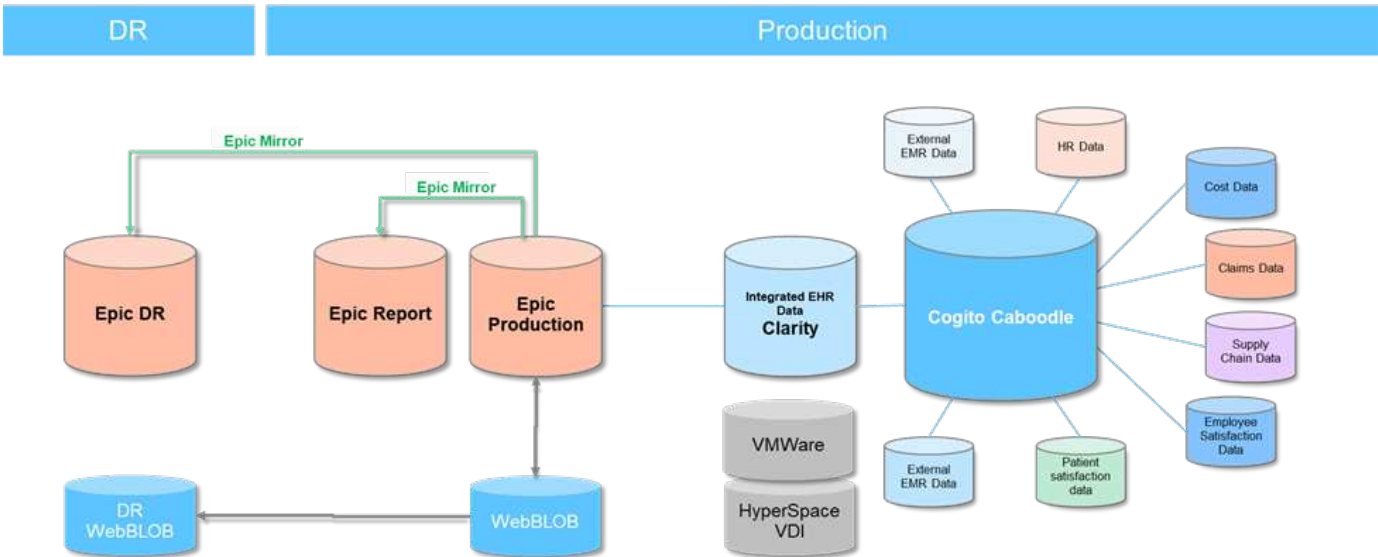 DR
Production
Epic Mirror
Epic Mirror
External
EMR Data
HR Data
Cost Data
Claims Data
Supply
Chain Data
Employee
Satisfaction
Data
Epic DR
Epic Report
Epic
Production
Integrated EHR
Data
Clarity
Cogito Caboodle
VMWare
HyperSpace
VDI
External
EMR Data
Patient
satisfaction
data
DR
WebBLOB
WebBLOB